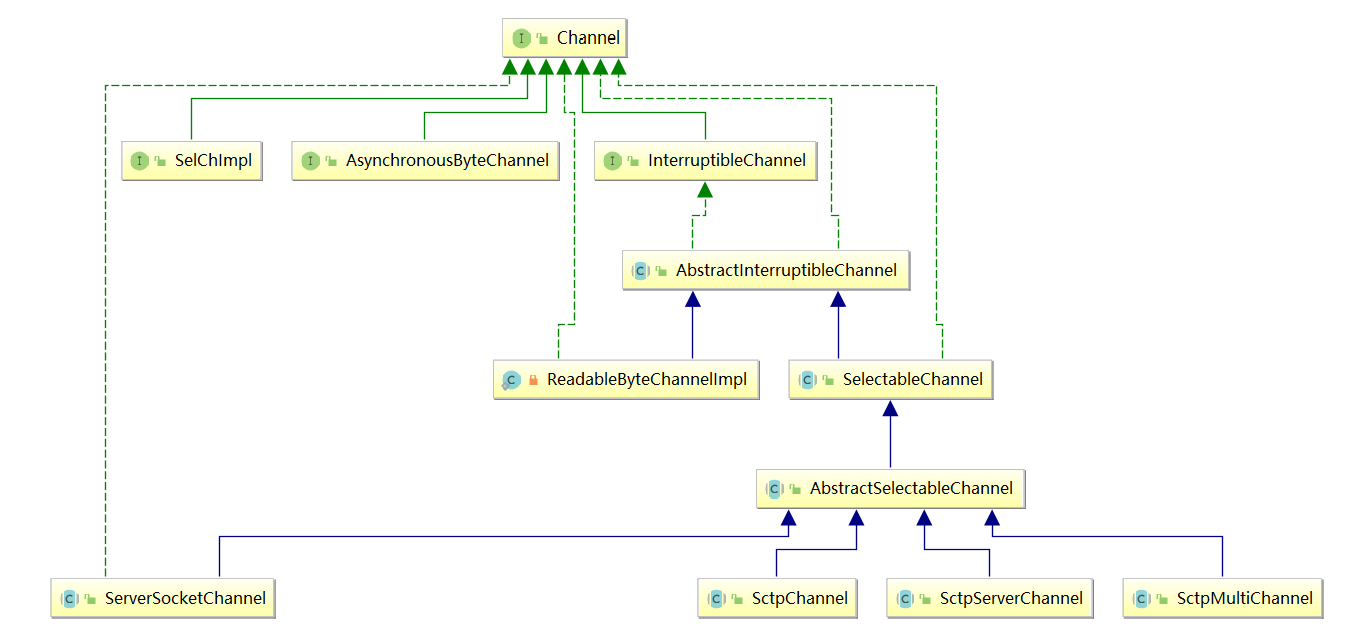 Channel
SelChImpl
AsynchronousByteChannel
InterruptibleChannel
AbstractInterruptibleChannel
ReadableByteChannelImpl
SelectableChannel
AbstractSelectableChannel
ServerSocketChannel
SctpChannel
SctpServerChannel
SctpMultiChannel